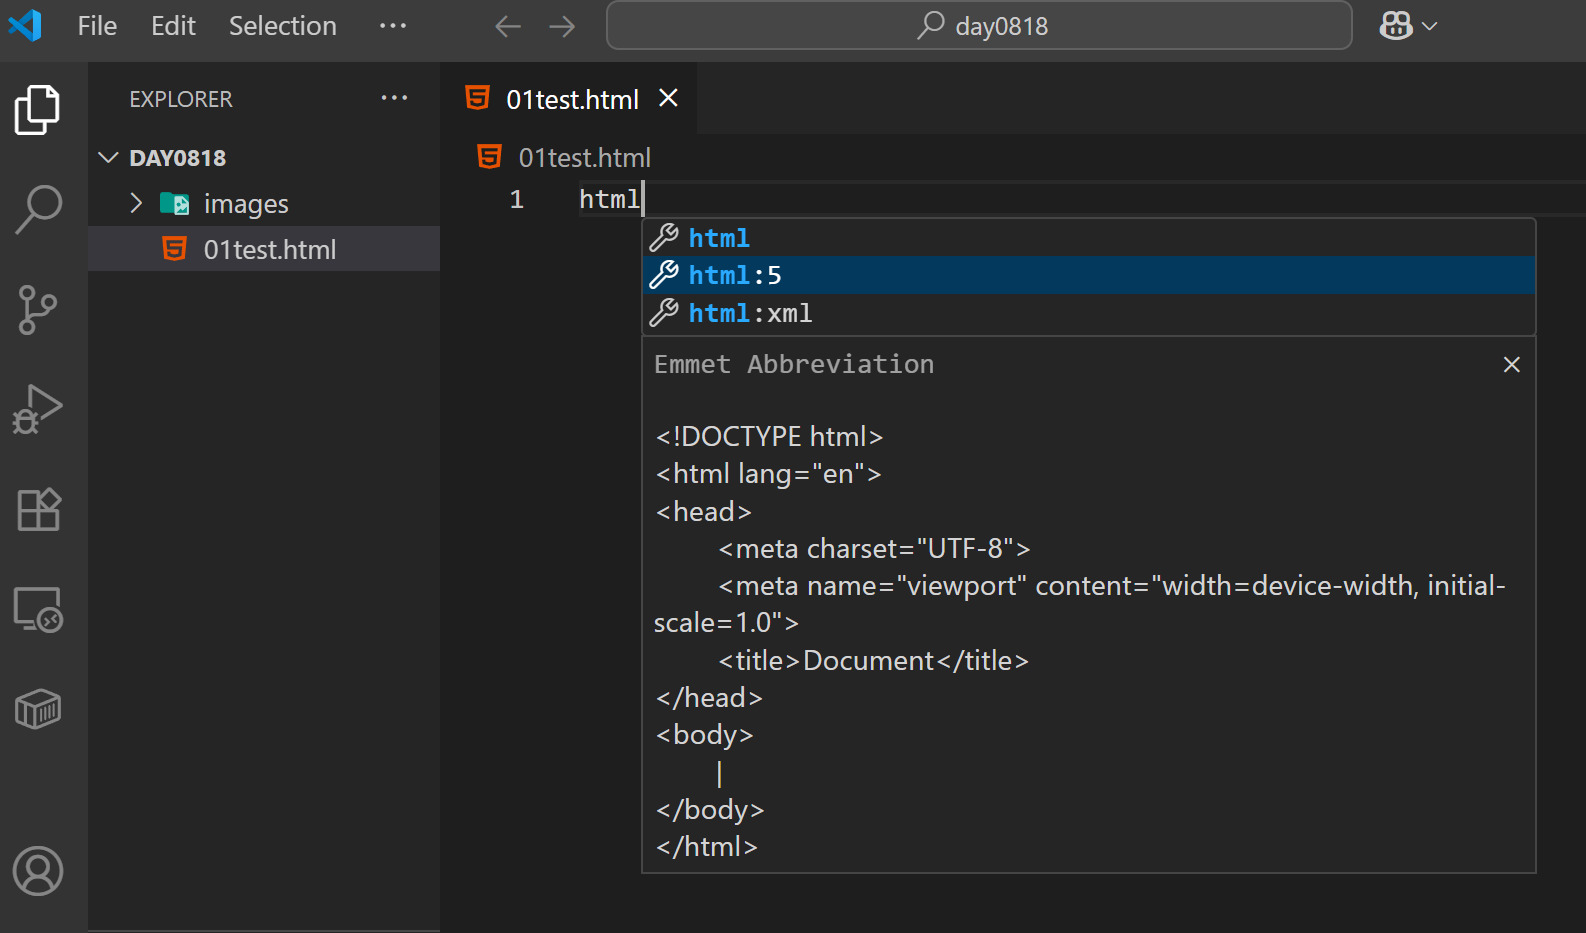 File Edit Selection ··· day0818
EXPLORER ···
DAY0818
images
01test.html
01test.html
01test.html
1 html
html
html:5
html:xml
Emmet Abbreviation
<!DOCTYPE html>
<html lang="en">
<head>
<meta charset="UTF-8">
<meta name="viewport" content="width=device-width, initial-
scale=1.0">
<title>Document</title>
</head>
<body>
|
</body>
</html>